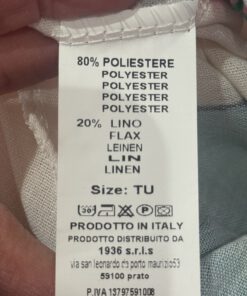 80% POLIESTERE
POLYESTER
POLYESTER
POLYESTER
POLYESTER
20% LINO
FLAX
LEINEN
LIN
LINEN
Size: TU
PRODOTTO IN ITALY
PRODOTTO DISTRIBUITO DA
1936 s.r.l.s
via san leonardo da porto maurizio53
59100 prato
P.IVA 13797591008